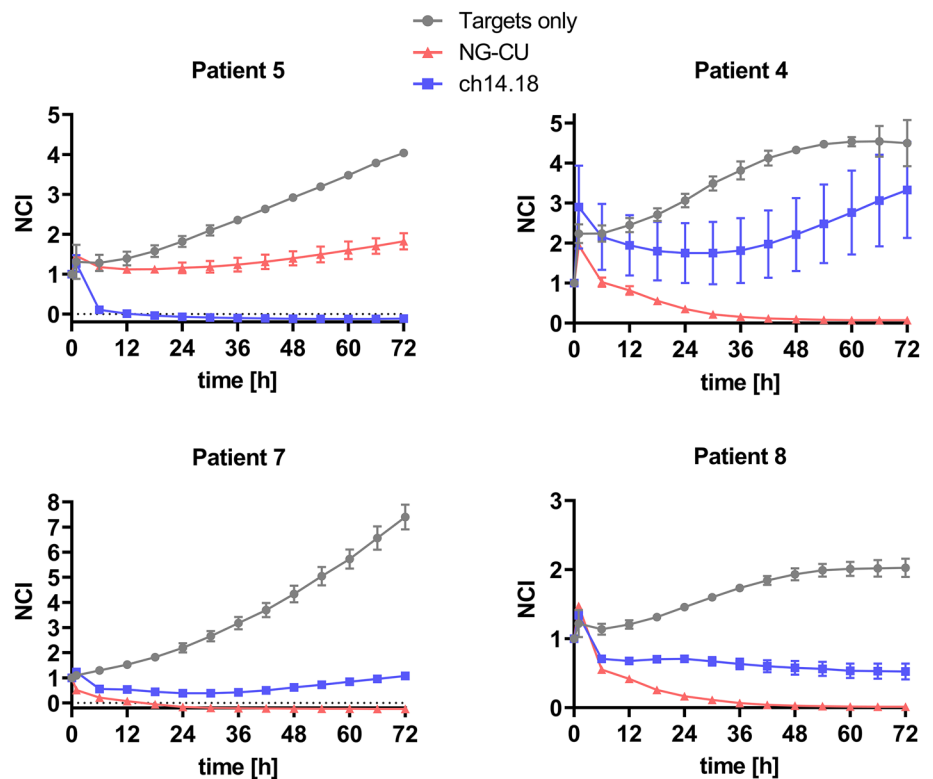 Targets only
NG-CU
ch14.18
Patient 5
NCI
5
4
3
2
1
0
0 12 24 36 48 60 72
time [h]
Patient 4
NCI
5
4
3
2
1
0
0 12 24 36 48 60 72
time [h]
Patient 7
NCI
8
7
6
5
4
3
2
1
0
0 12 24 36 48 60 72
time [h]
Patient 8
NCI
3
2
1
0
0 12 24 36 48 60 72
time [h]